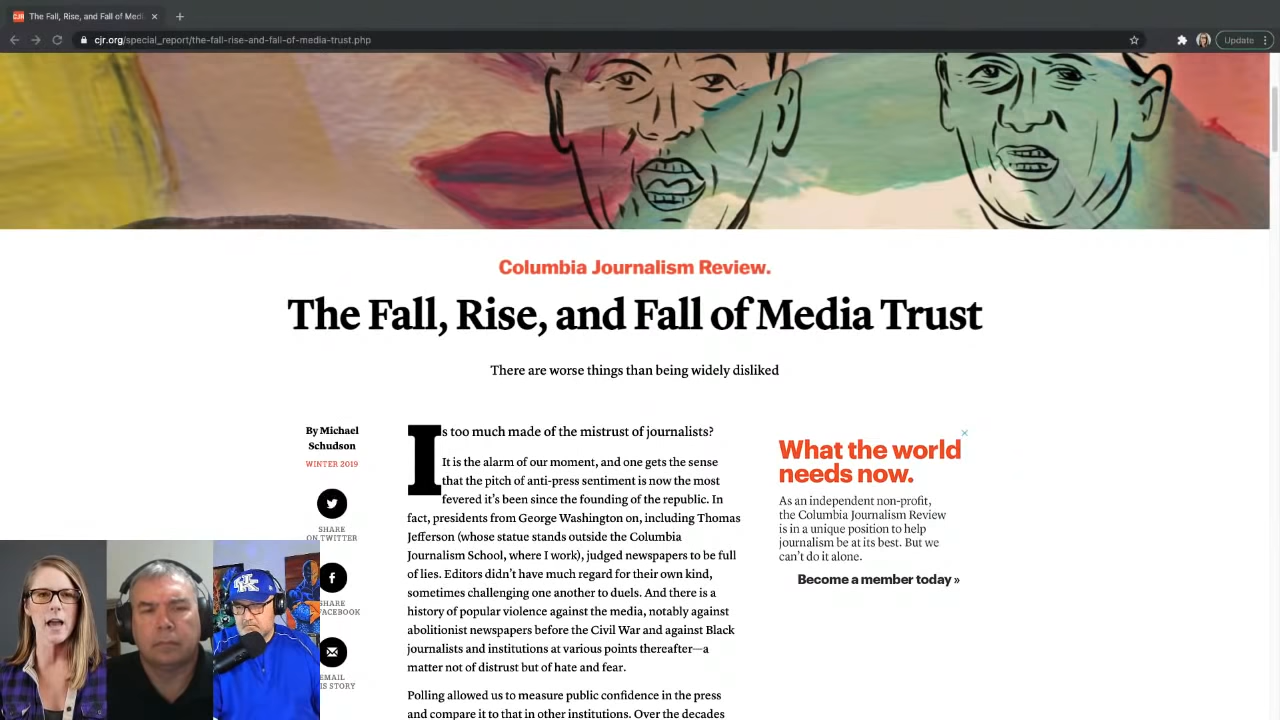 CJR The Fall, Rise, and Fall of Medi
cjr.org/special_report/the-fall-rise-and-fall-of-media-trust.php
Update
Columbia Journalism Review.
The Fall, Rise, and Fall of Media Trust
There are worse things than being widely disliked
By Michael
Schudson
WINTER 2019
SHARE
ON TWITTER
SHARE
FACEBOOK
EMAIL
IS STORY
Is too much made of the mistrust of journalists?
It is the alarm of our moment, and one gets the sense
that the pitch of anti-press sentiment is now the most
fevered it’s been since the founding of the republic. In
fact, presidents from George Washington on, including Thomas
Jefferson (whose statue stands outside the Columbia
Journalism School, where I work), judged newspapers to be full
of lies. Editors didn’t have much regard for their own kind,
sometimes challenging one another to duels. And there is a
history of popular violence against the media, notably against
abolitionist newspapers before the Civil War and against Black
journalists and institutions at various points thereafter—a
matter not of distrust but of hate and fear.
Polling allowed us to measure public confidence in the press
and compare it to that in other institutions. Over the decades
What the world
needs now.
As an independent non-profit,
the Columbia Journalism Review
is in a unique position to help
journalism be at its best. But we
can’t do it alone.
Become a member today »
UK